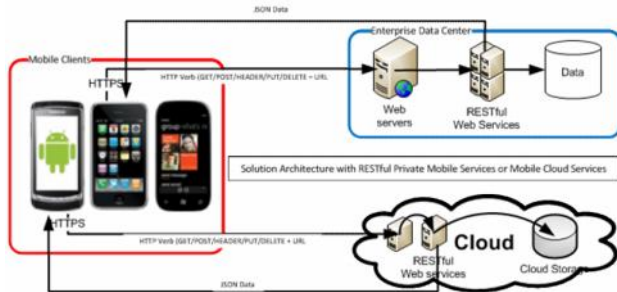 JSON Data
Enterprise Data Center
Mobile Clients
HTTPS
HTTP Verb (GET/POST/HEADER/PUT/DELETE + URL
Web
servers
RESTful
Web Services
Data
Solution Architecture with RESTful Private Mobile Services or Mobile Cloud Services
HTTPS
HTTP Verb (GET/POST/HEADER/PUT/DELETE + URL
RESTful
Web services
Cloud
Cloud Storage
JSON Data